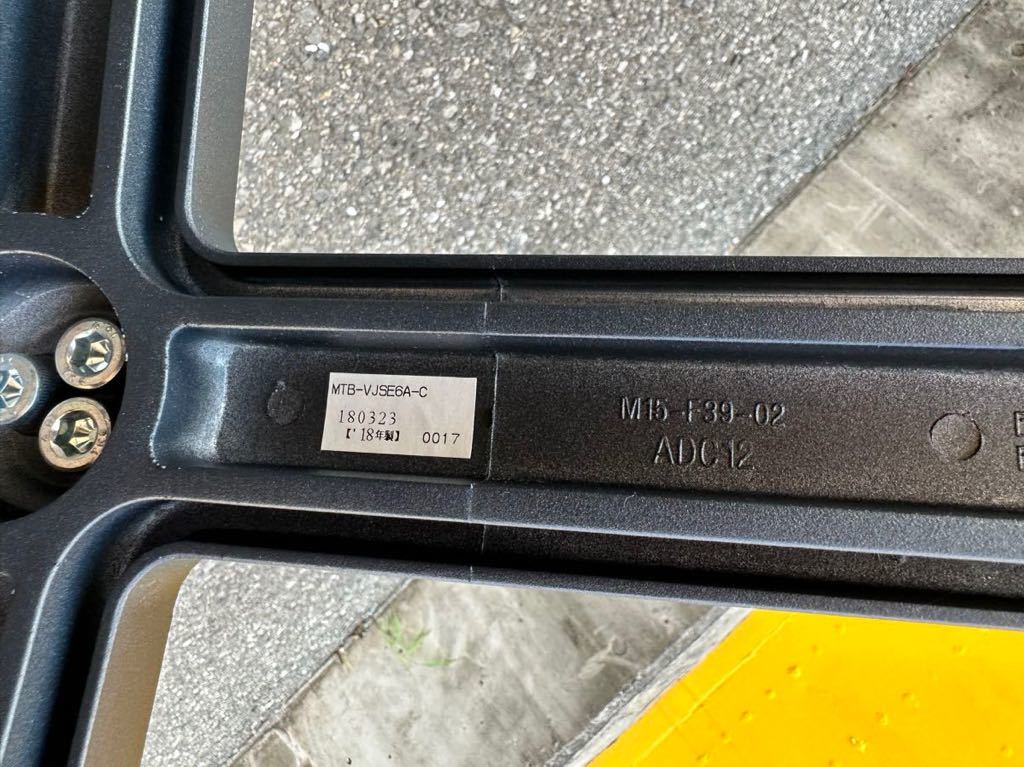 MTB-VJSE6A-C
180323
【'18年製】 0017
M15-F39-02
ADC12